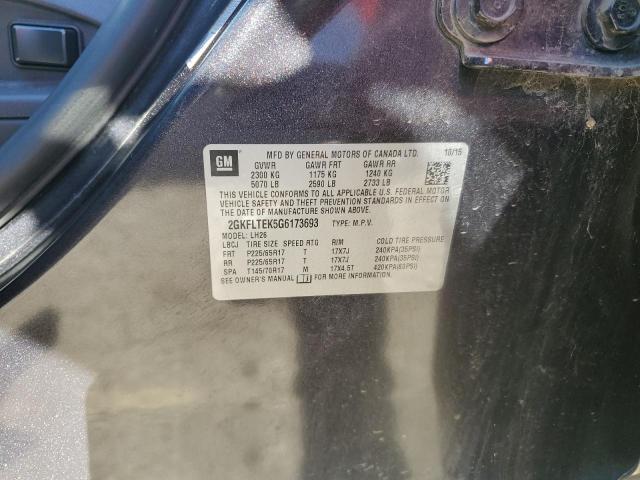 GM
MFD BY GENERAL MOTORS OF CANADA LTD. 10/15
GVWR GAWR FRT GAWR RR
2300 KG 1175 KG 1240 KG
5070 LB 2590 LB 2733 LB
THIS VEHICLE CONFORMS TO ALL APPLICABLE U.S. FEDERAL MOTOR
VEHICLE SAFETY AND THEFT PREVENTION STANDARDS IN EFFECT ON
THE DATE OF MANUFACTURE SHOWN ABOVE.
2GKFLTEK5G6173693 TYPE: M.P.V.
MODEL: LH26
LBCJ TIRE SIZE SPEED RTG RIM COLD TIRE PRESSURE
FRT P225/65R17 T 17X7J 240KPA(35PSI)
RR P225/65R17 T 17X7J 240KPA(35PSI)
SPA T145/70R17 M 17X4.5T 420KPA(60PSI)
SEE OWNER'S MANUAL FOR MORE INFORMATION.